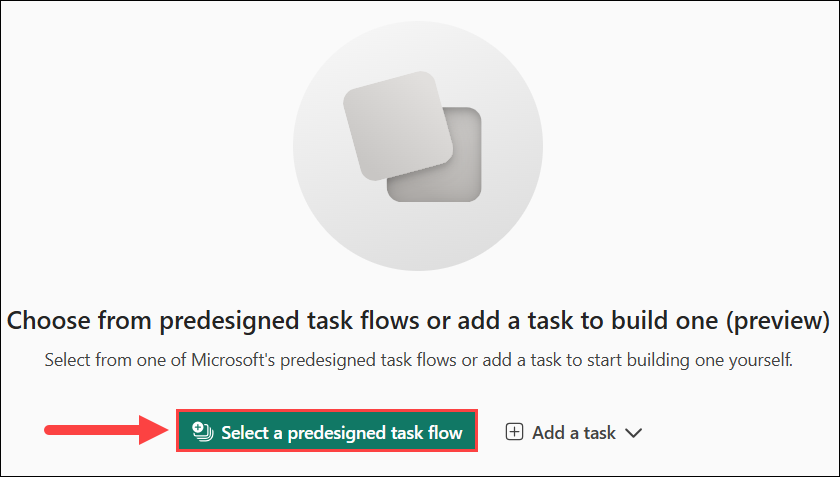 Choose from predesigned task flows or add a task to build one (preview)
Select from one of Microsoft's predesigned task flows or add a task to start building one yourself.
Select a predesigned task flow
Add a task